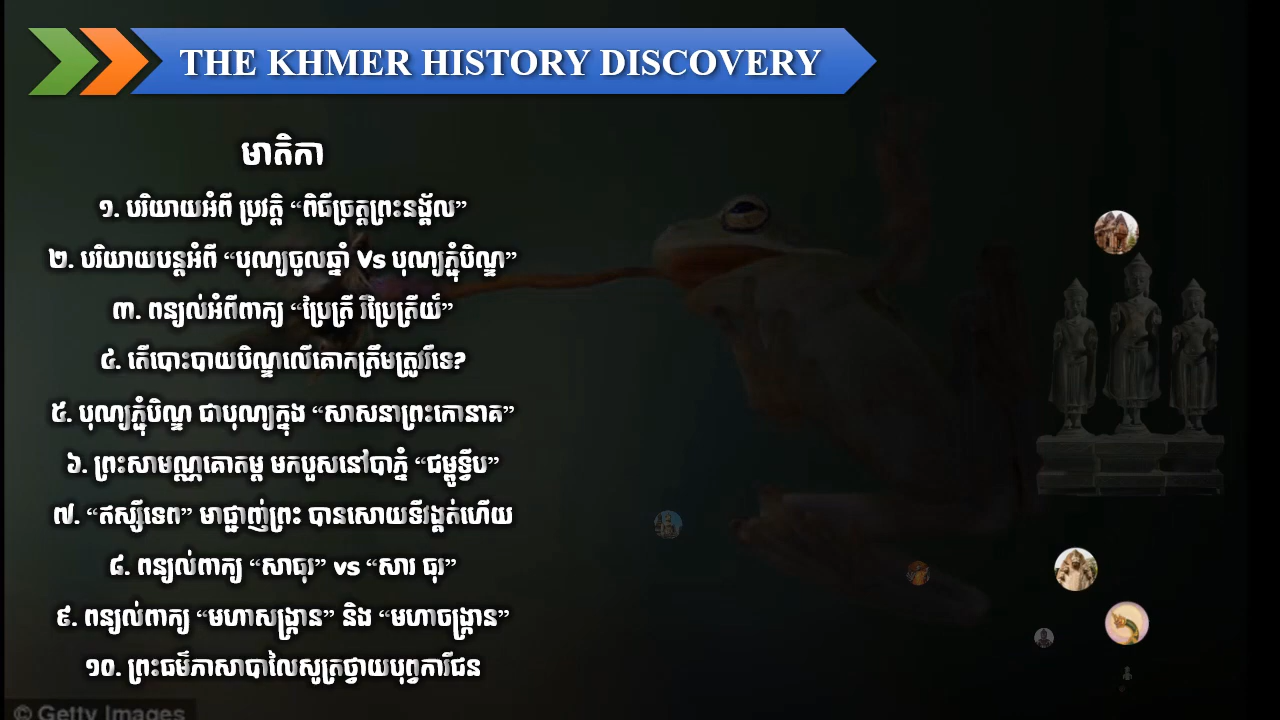 THE KHMER HISTORY DISCOVERY
មាតិកា
១. បរិយាយអំពី ប្រវត្តិ “ពិធីច្រត្តព្រះនង្គ័ល”
២. បរិយាយបន្តអំពី “បុណ្យចូលឆ្នាំ Vs បុណ្យភ្ជុំបិណ្ឌ”
៣. ពន្យល់អំពីពាក្យ “ប្រៃត្រី រឺប្រៃត្រីយ៍”
៤. តើបោះបាយបិណ្ឌលើគោកត្រឹមត្រូវរឺទេ?
៥. បុណ្យភ្ជុំបិណ្ឌ ជាបុណ្យក្នុង “សាសនាព្រះកោនាគ”
៦. ព្រះសាមណ្ណគោតម្ត មកបួសនៅបាភ្នំ “ជម្ពូទ្វីប”
៧. “ឥស្សីទេព” មាផ្ចាញ់ព្រះ បានសោយទីវង្គត់ហើយ
៨. ពន្យល់ពាក្យ “សាធុរ” vs “សារ ធុរ”
៩. ពន្យល់ពាក្យ “មហាសង្ក្រាន” និង “មហាចង្ក្រាន”
១០. ព្រះធម៌ភាសាបាលៃសូត្រថ្វាយបុព្វការីជន
© Getty Images